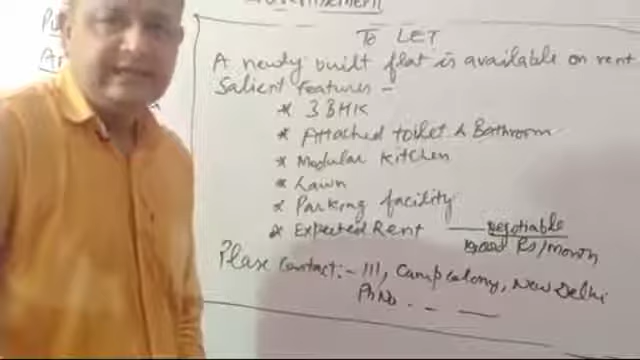 Advertisement
TO LET
A newly built flat is available on rent
Salient features -
* 3 BHK
* Attached toilet & Bathroom
* Modular Kitchen
* Lawn
* Parking facility
* Expected Rent — negotiable
Rs/month
Please Contact:- 111, Camp colony, New Delhi
Ph No. - - —